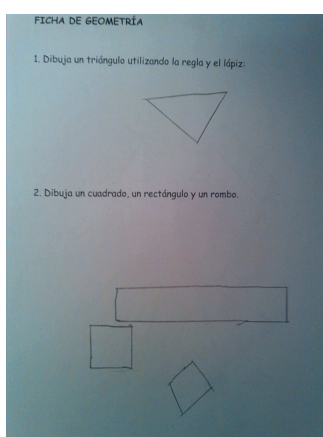 FICHA DE GEOMETRÍA
1. Dibuja un triángulo utilizando la regla y el lápiz:
2. Dibuja un cuadrado, un rectángulo y un rombo.